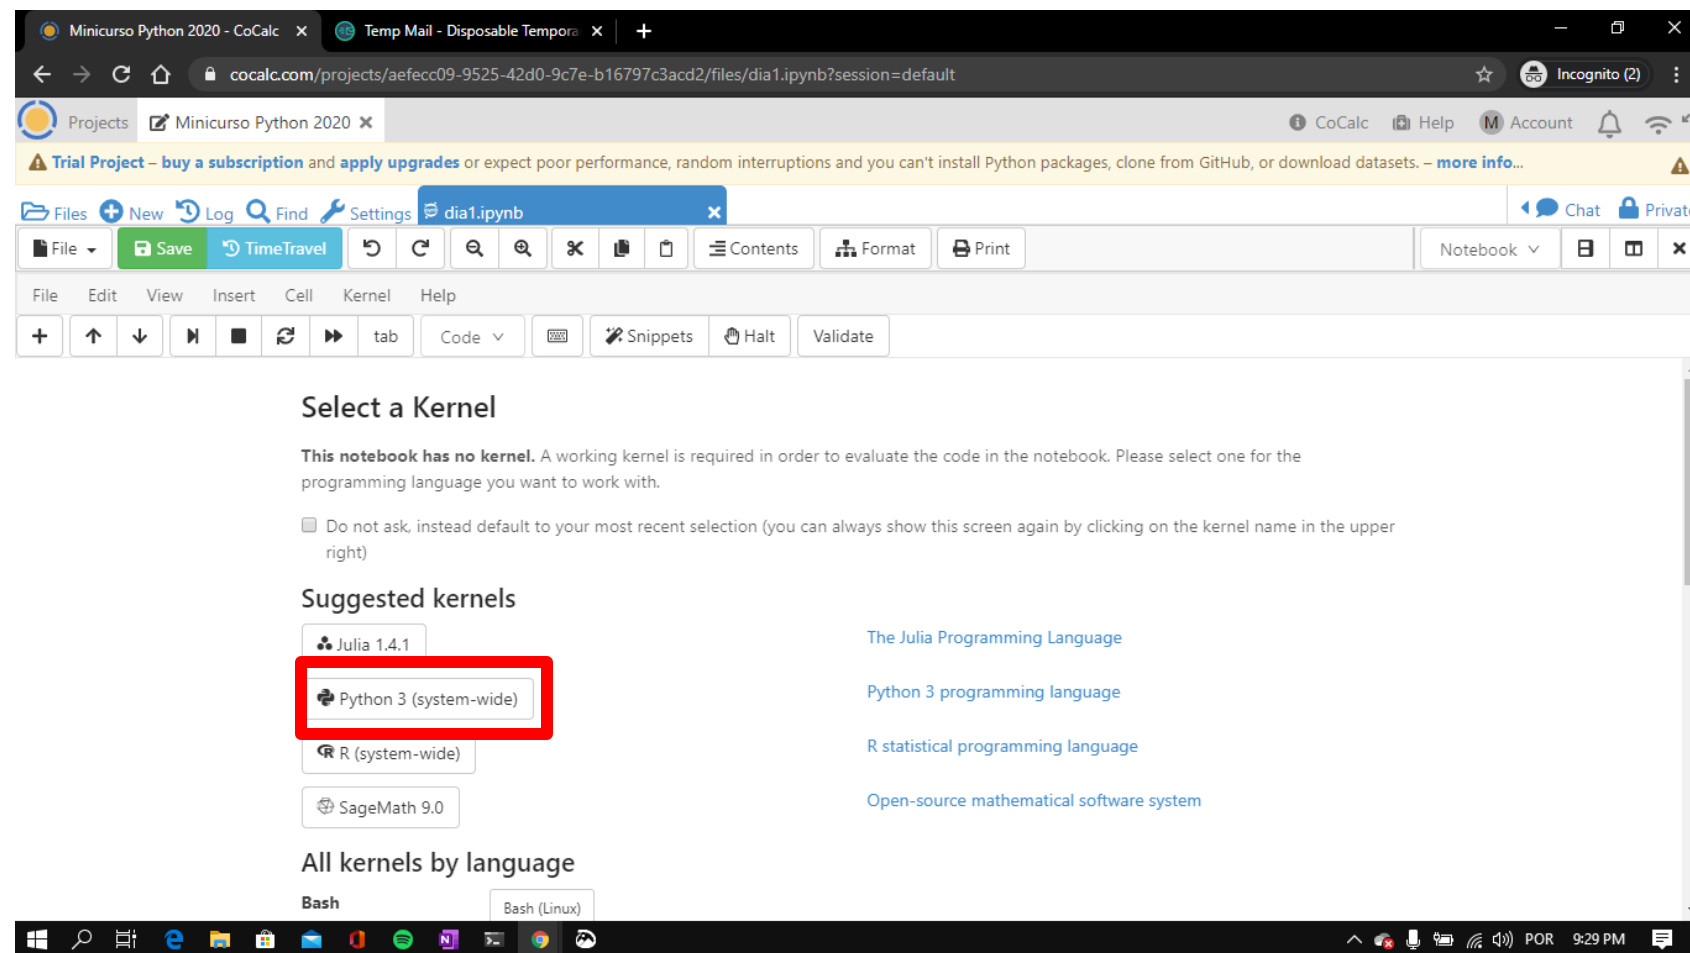 Minicurso Python 2020 - CoCalc
Temp Mail - Disposable Tempora
cocalc.com/projects/aefecc09-9525-42d0-9c7e-b16797c3acd2/files/dia1.ipynb?session=default
Incognito (2)
Projects
Minicurso Python 2020
CoCalc
Help
M Account
Trial Project – buy a subscription and apply upgrades or expect poor performance, random interruptions and you can't install Python packages, clone from GitHub, or download datasets. – more info...
Files New Log Find Settings dia1.ipynb
Chat Private
File Save TimeTravel
Contents Format Print
Notebook
File Edit View Insert Cell Kernel Help
tab Code Snippets Halt Validate
Select a Kernel
This notebook has no kernel. A working kernel is required in order to evaluate the code in the notebook. Please select one for the
programming language you want to work with.
Do not ask, instead default to your most recent selection (you can always show this screen again by clicking on the kernel name in the upper
right)
Suggested kernels
Julia 1.4.1
The Julia Programming Language
Python 3 (system-wide)
Python 3 programming language
R (system-wide)
R statistical programming language
SageMath 9.0
Open-source mathematical software system
All kernels by language
Bash
Bash (Linux)
POR
9:29 PM